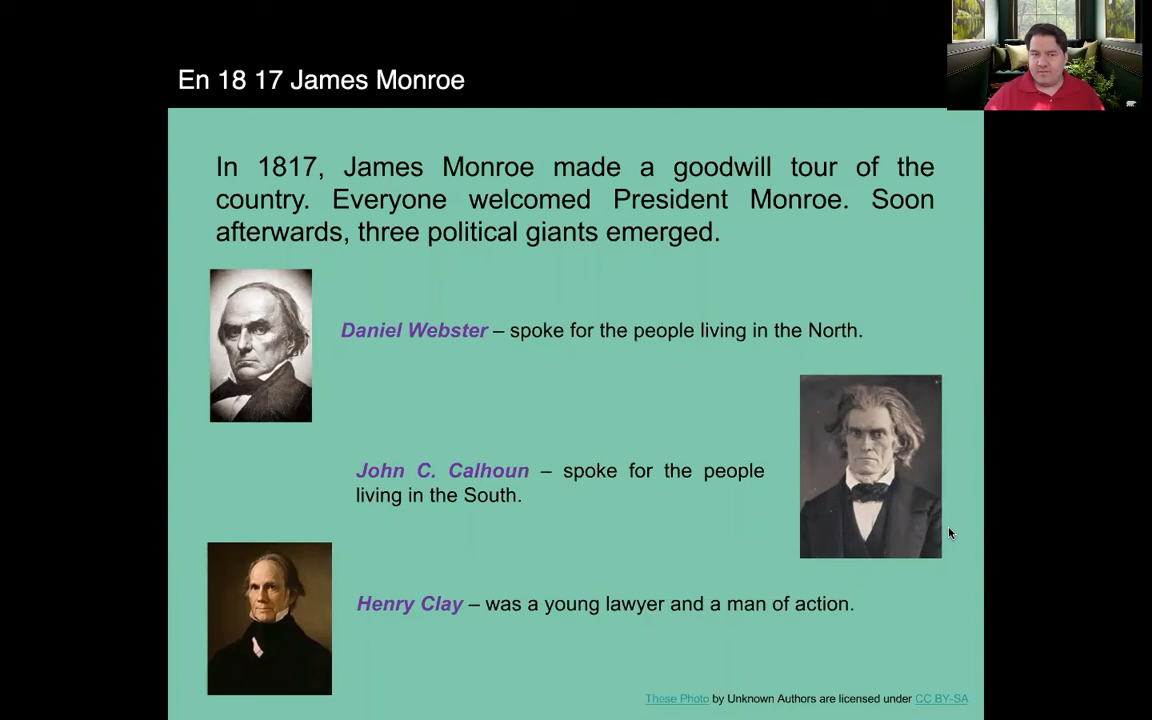 En 18 17 James Monroe
In 1817, James Monroe made a goodwill tour of the
country. Everyone welcomed President Monroe. Soon
afterwards, three political giants emerged.
Daniel Webster – spoke for the people living in the North.
John C. Calhoun – spoke for the people
living in the South.
Henry Clay – was a young lawyer and a man of action.
These Photo by Unknown Authors are licensed under CC BY-SA